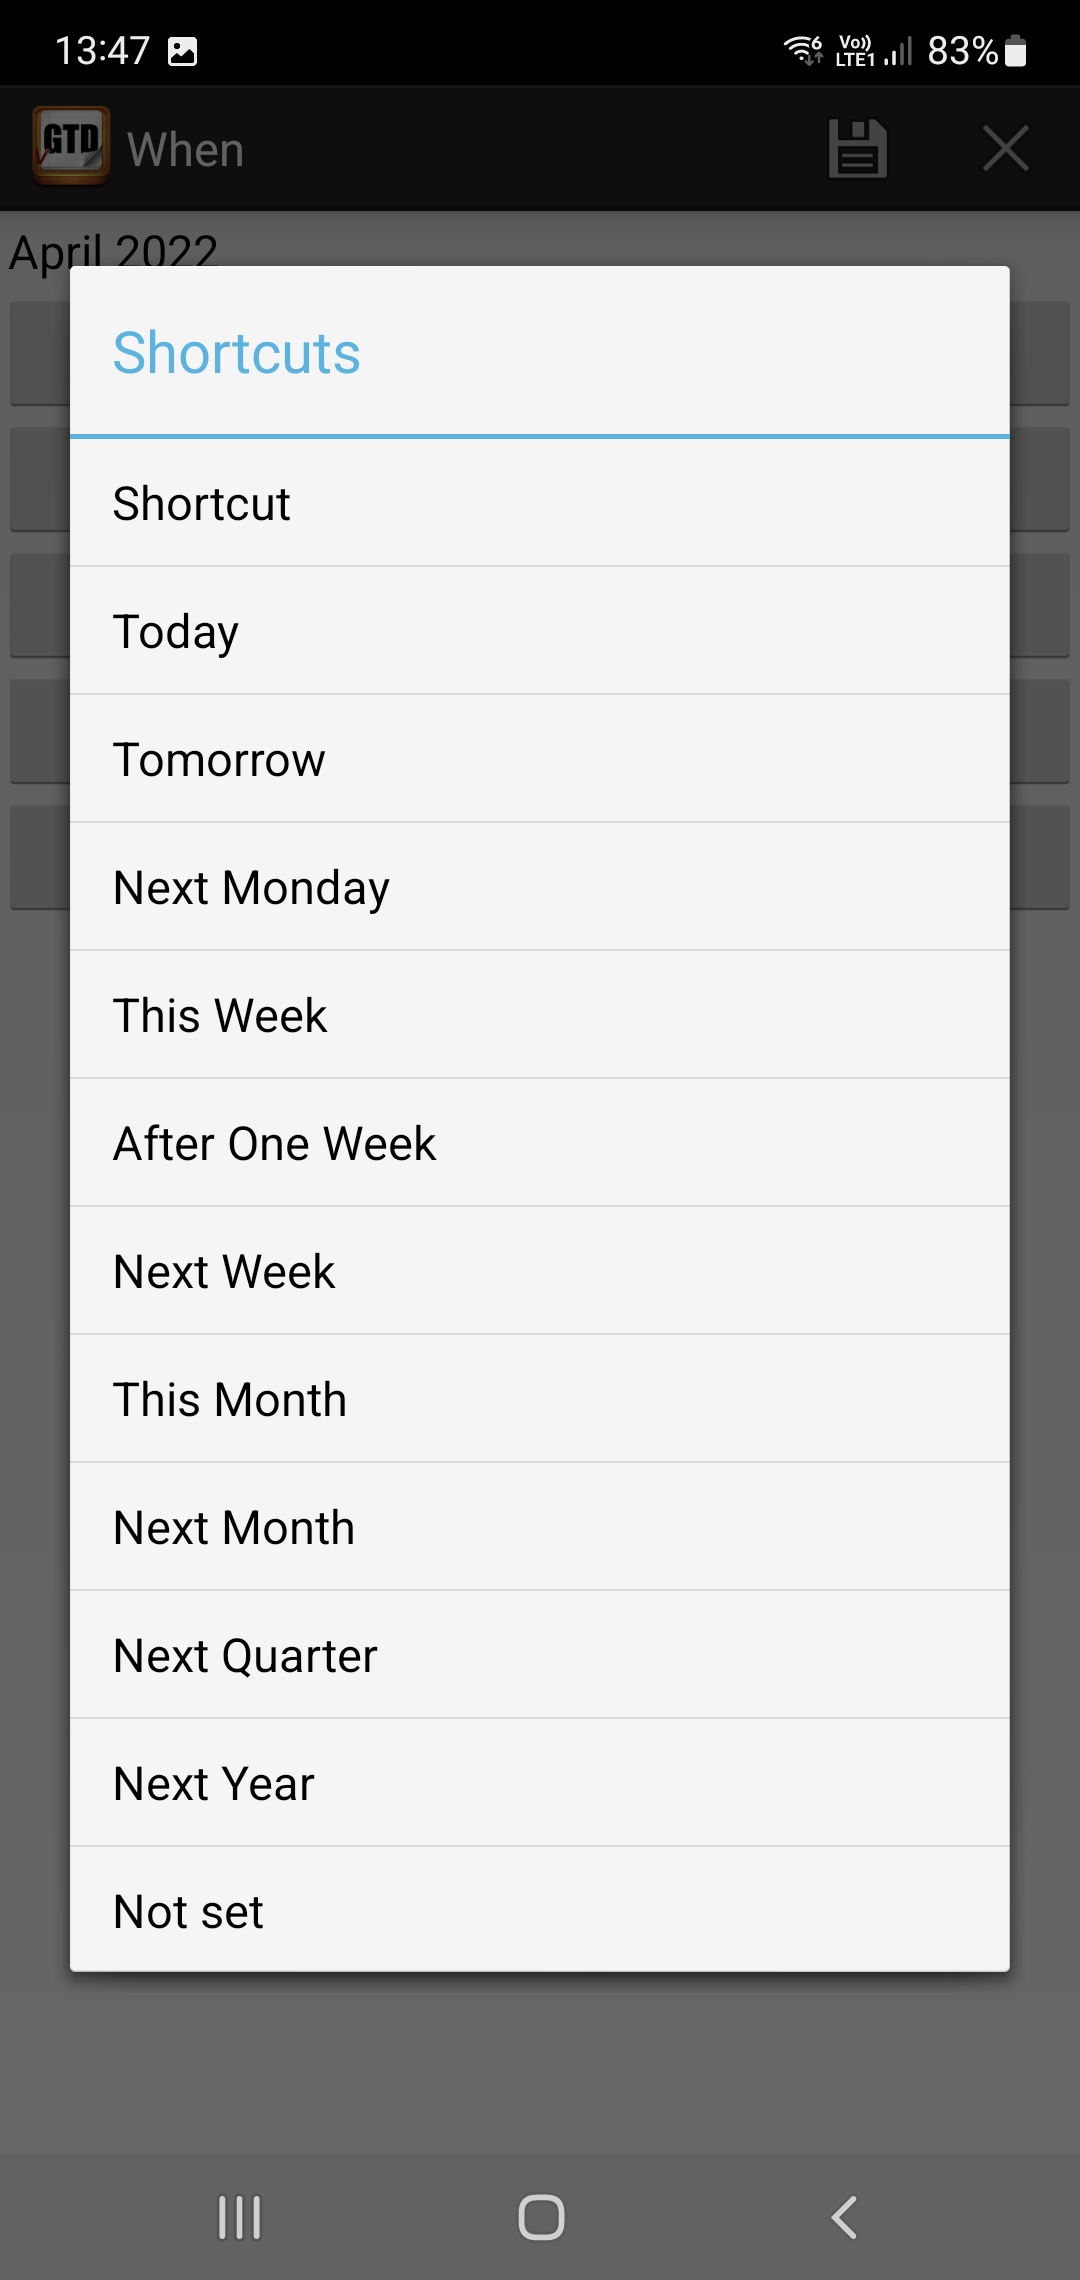 13:47
6 Vo)) LTE1 83%
GTD When
April 2022
Shortcuts
Shortcut
Today
Tomorrow
Next Monday
This Week
After One Week
Next Week
This Month
Next Month
Next Quarter
Next Year
Not set